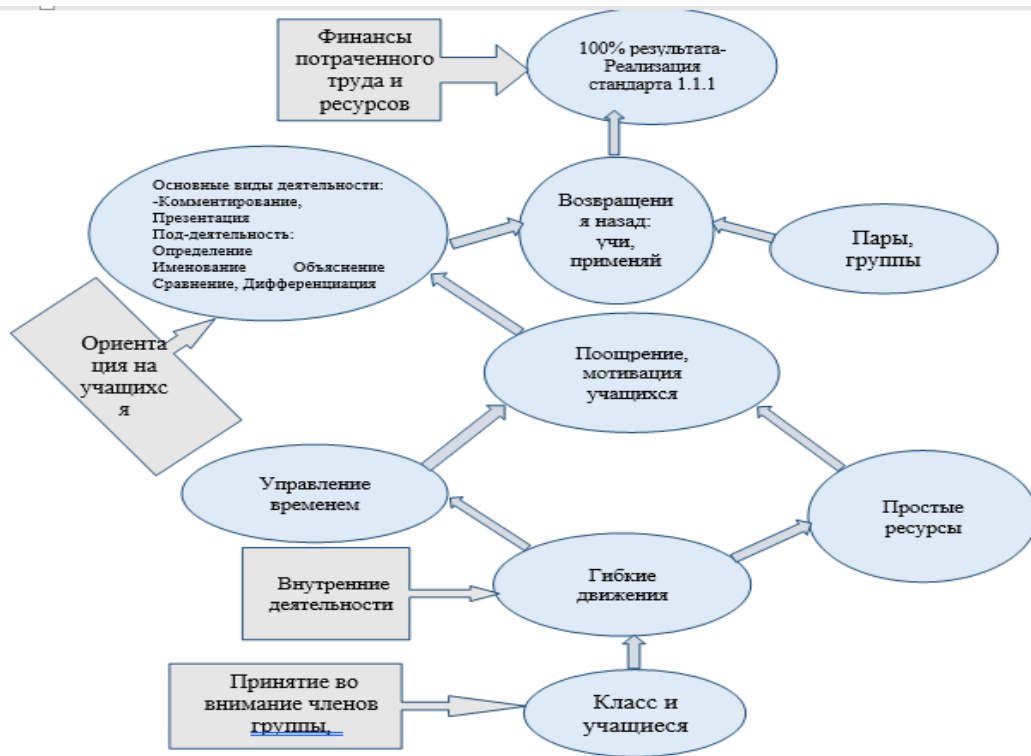 Финансы
потраченного
труда и
ресурсов
100% результата-
Реализация
стандарта 1.1.1
Основные виды деятельности:
-Комментирование,
Презентация
Под-деятельность:
Определение
Именование Объяснение
Сравнение, Дифференциация
Возвращени
я назад:
учи,
применяй
Пары,
группы
Ориента
ция на
учащихс
я
Поощрение,
мотивация
учащихся
Управление
временем
Простые
ресурсы
Внутренние
деятельности
Гибкие
движения
Принятие во
внимание членов
группы,
Класс и
учащиеся